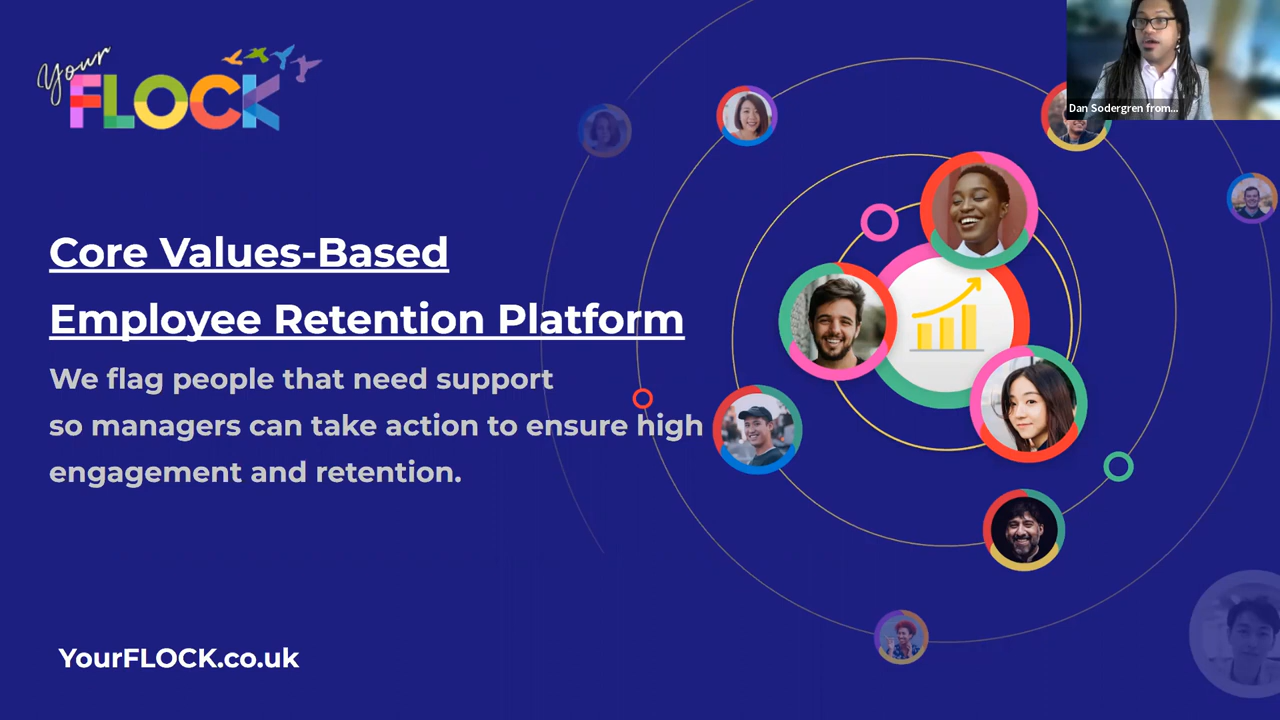 Your
FLOCK
Dan Sodergren from...
Core Values-Based
Employee Retention Platform
We flag people that need support
so managers can take action to ensure high
engagement and retention.
YourFLOCK.co.uk